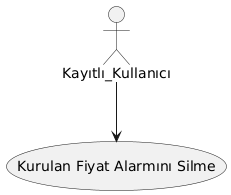 Kayıtlı_Kullanıcı
Kurulan Fiyat Alarmını Silme